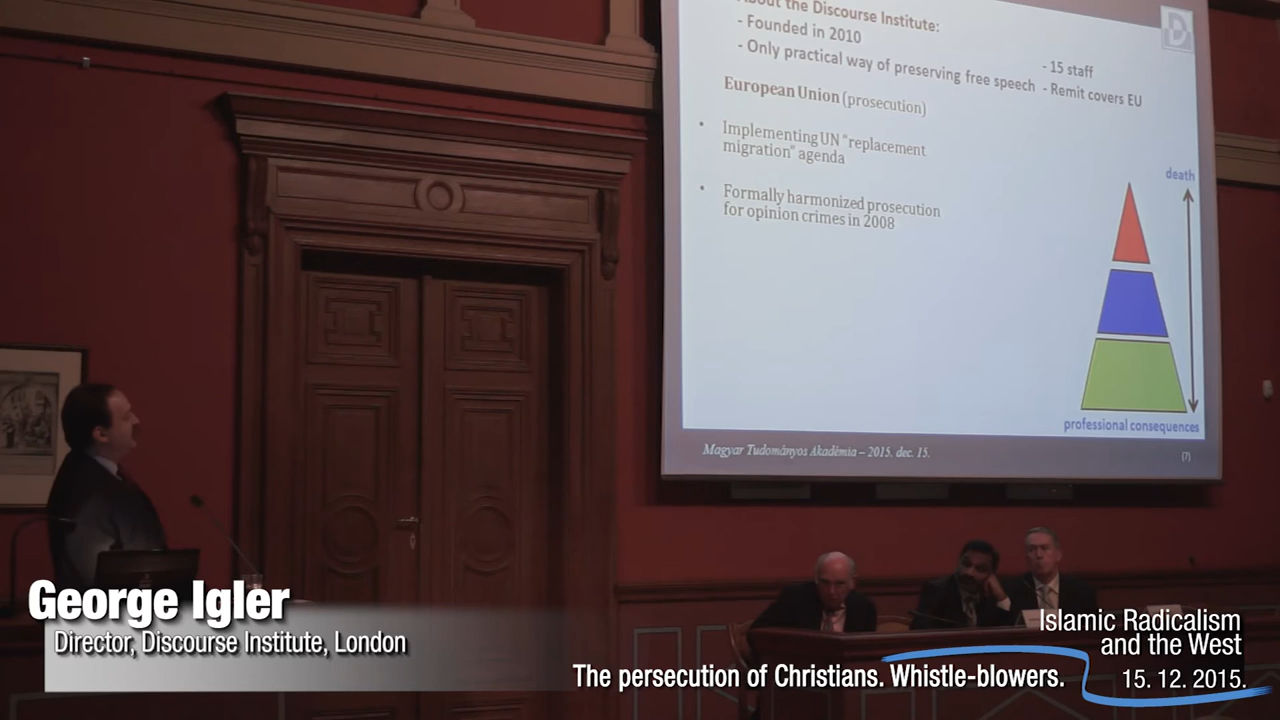 About the Discourse Institute:
- Founded in 2010
- Only practical way of preserving free speech
- 15 staff
- Remit covers EU
European Union (prosecution)
• Implementing UN "replacement
migration" agenda
• Formally harmonized prosecution
for opinion crimes in 2008
death
professional consequences
Magyar Tudományos Akadémia – 2015. dec. 15.
(7)
D
George Igler
Director, Discourse Institute, London
Islamic Radicalism
and the West
The persecution of Christians. Whistle-blowers.
15. 12. 2015.